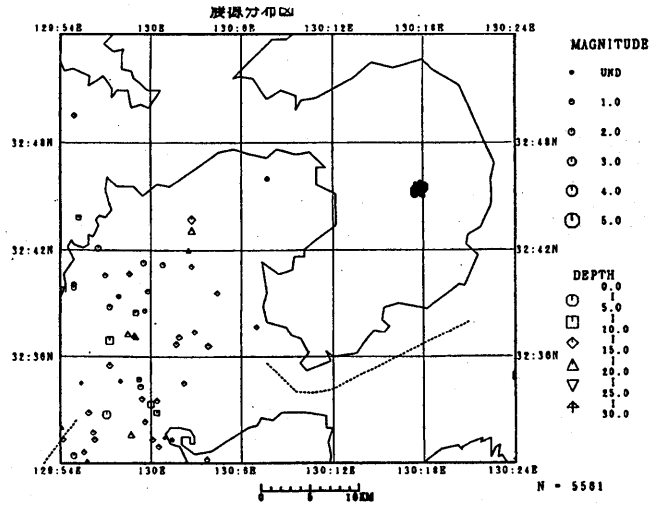 震源分布図
129:54E 130E 130:6E 130:12E 130:18E 130:24E
MAGNITUDE
UND
1.0
32:48N 32:48N
2.0
3.0
4.0
5.0
32:42N 32:42N
DEPTH
0.0
I
5.0
I
10.0
I
15.0
I
20.0
I
25.0
I
30.0
32:36N 32:36N
129:54E 130E 130:6E 130:12E 130:18E 130:24E
0 5 10KM
N = 5561